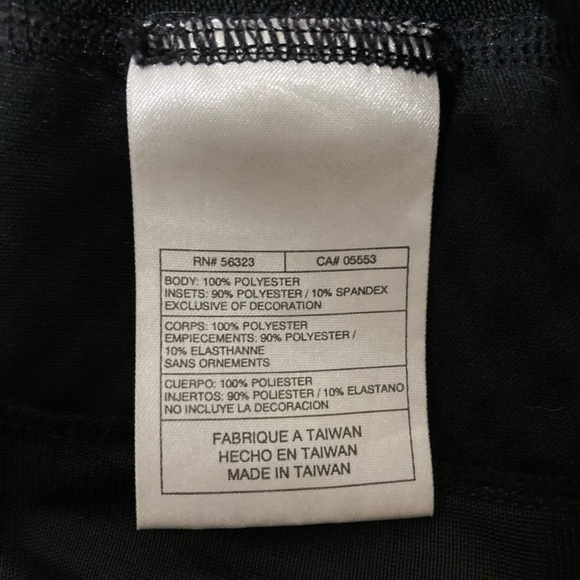 RN# 56323 CA# 05553
BODY: 100% POLYESTER
INSETS: 90% POLYESTER / 10% SPANDEX
EXCLUSIVE OF DECORATION
CORPS: 100% POLYESTER
EMPIECEMENTS: 90% POLYESTER /
10% ELASTHANNE
SANS ORNEMENTS
CUERPO: 100% POLIESTER
INJERTOS: 90% POLIESTER / 10% ELASTANO
NO INCLUYE LA DECORACION
FABRIQUE A TAIWAN
HECHO EN TAIWAN
MADE IN TAIWAN